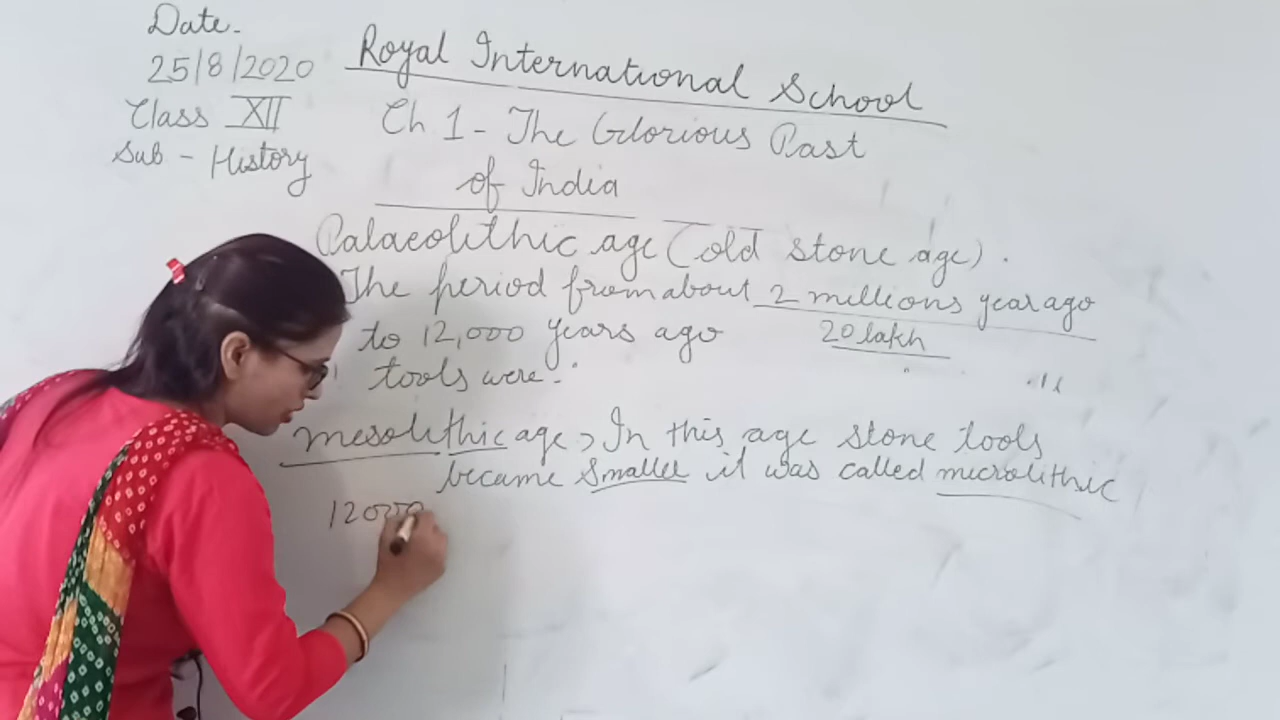 Date-
25/8/2020
Class XII
Sub - History
Royal International School
Ch 1 - The Glorious Past
of India
Palaeolithic age (old stone age).
The period from about 2 millions year ago
to 12,000 years ago
20 lakh
tools were-
mesolithic age, In this age stone tools
became smaller it was called microlithic
12000